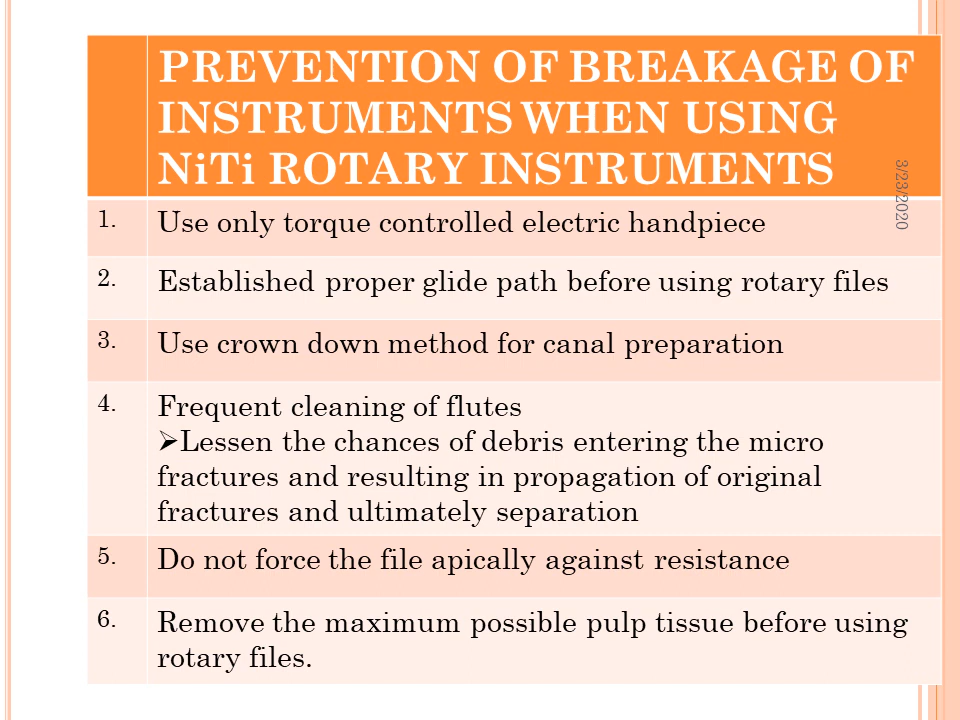 PREVENTION OF BREAKAGE OF
INSTRUMENTS WHEN USING
NiTi ROTARY INSTRUMENTS
3/23/2020
1. Use only torque controlled electric handpiece
2. Established proper glide path before using rotary files
3. Use crown down method for canal preparation
4. Frequent cleaning of flutes
➢Lessen the chances of debris entering the micro
fractures and resulting in propagation of original
fractures and ultimately separation
5. Do not force the file apically against resistance
6. Remove the maximum possible pulp tissue before using
rotary files.